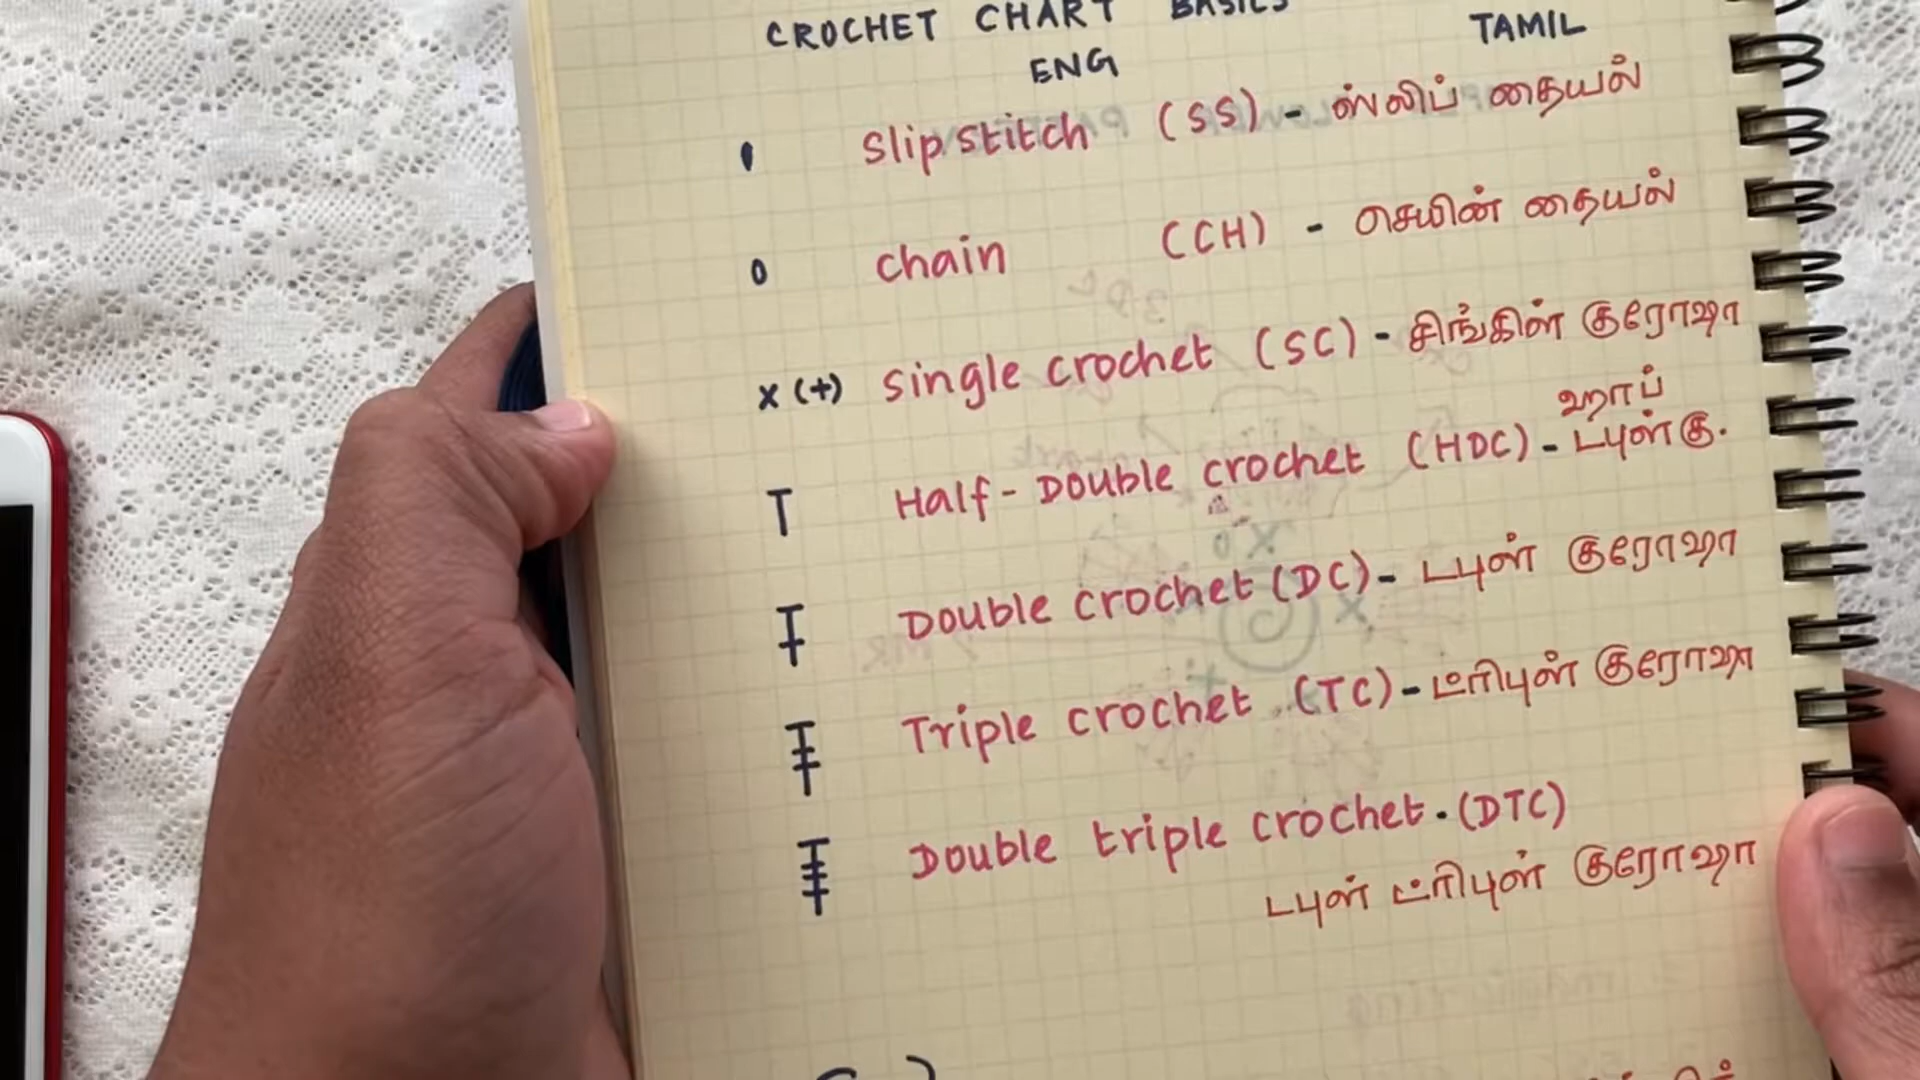 CROCHET CHART BASICS
ENG TAMIL
Slip stitch (SS) - ஸ்லிப் தையல்
o chain (CH) - செயின் தையல்
x (+) single crochet (SC) - சிங்கிள் குரோஷா
ஹாப்
T Half-Double crochet (HDC) - டபுள் கு.
Double crochet (DC) - டபுள் குரோஷா
Triple crochet (TC) - ட்ரிபுள் குரோஷா
Double triple crochet. (DTC)
டபுள் ட்ரிபுள் குரோஷா